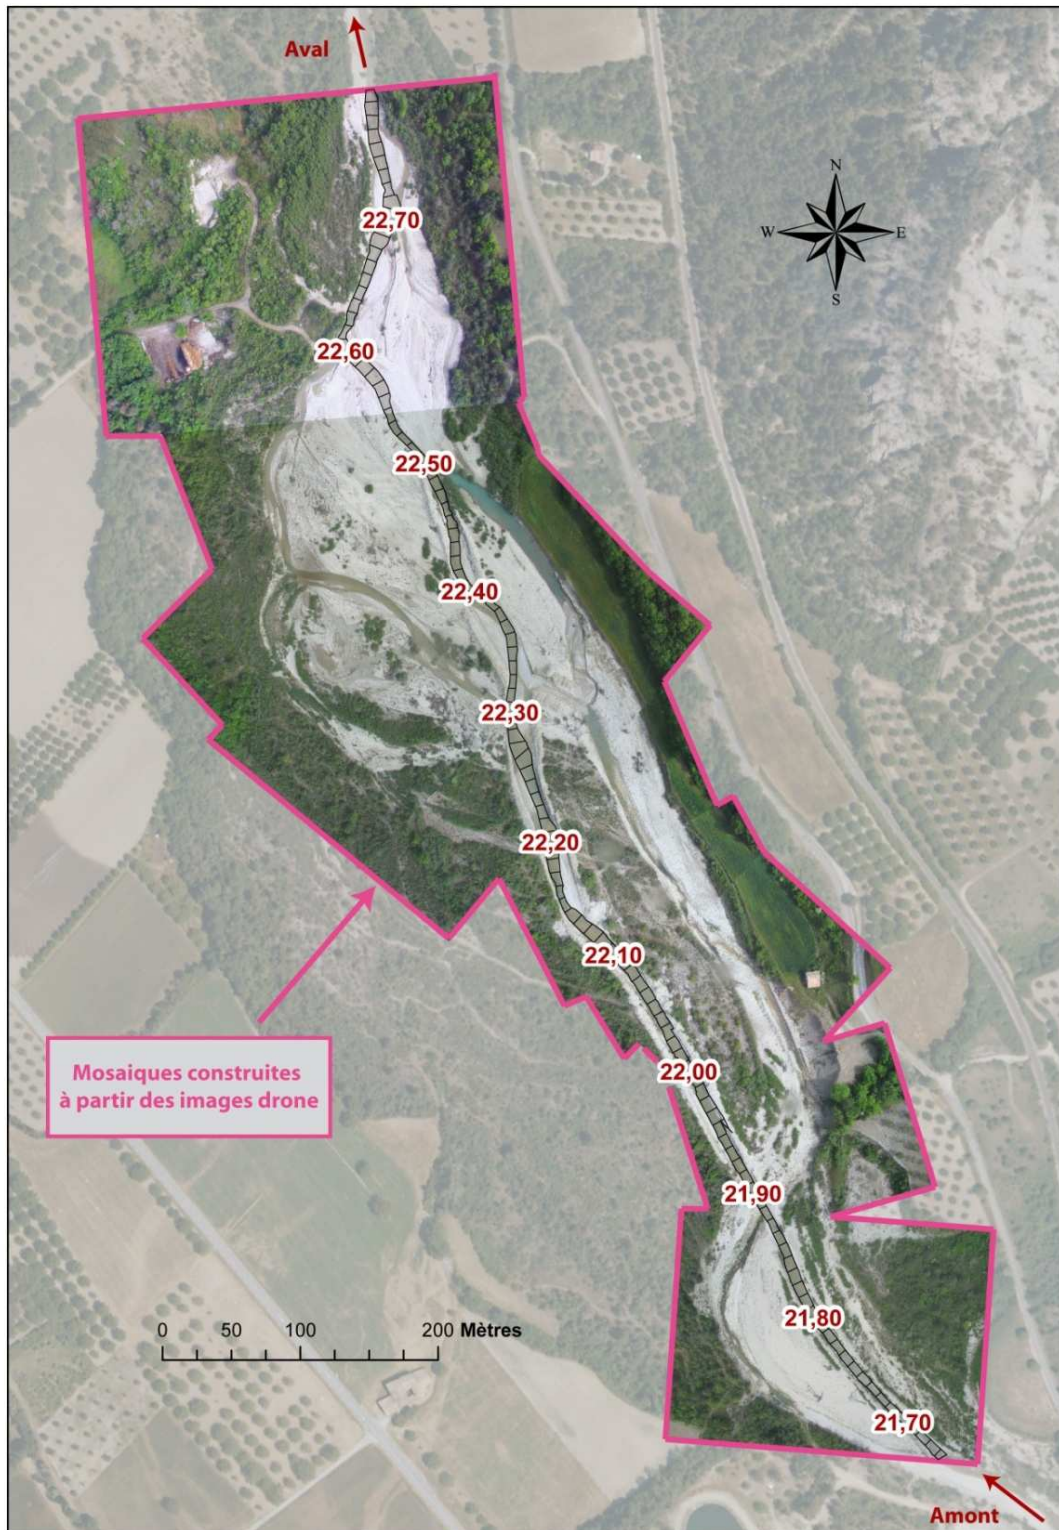 Aval
N
W E
S
22,70
22,60
22,50
22,40
22,30
22,20
22,10
22,00
Mosaiques construites
à partir des images drone
21,90
21,80
0 50 100 200 Mètres
21,70
Amont